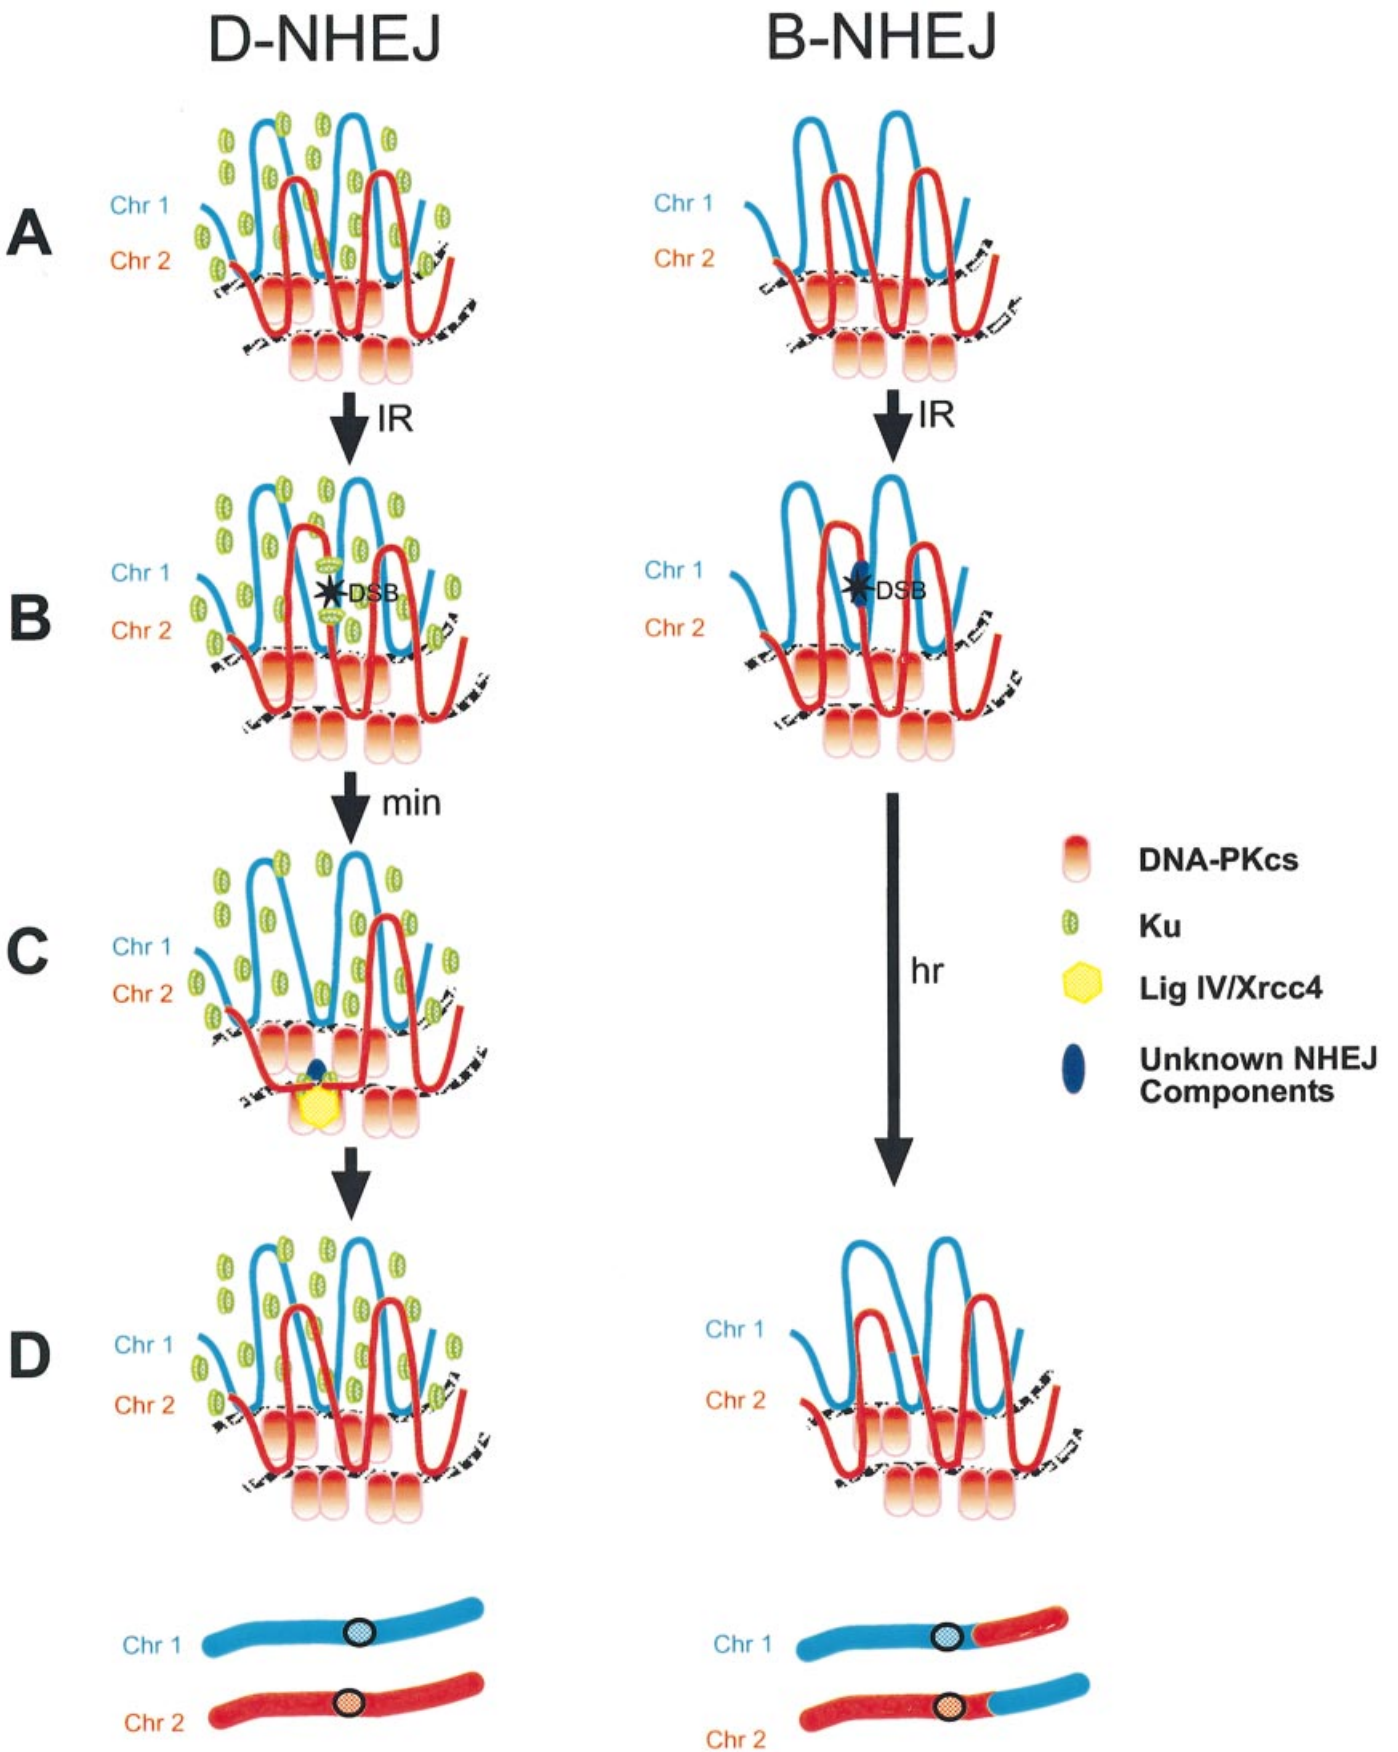 D-NHEJ
B-NHEJ
A
Chr 1
Chr 2
Chr 1
Chr 2
IR
IR
B
Chr 1
Chr 2
DSB
Chr 1
Chr 2
DSB
min
C
Chr 1
Chr 2
hr
DNA-PKcs
Ku
Lig IV/Xrcc4
Unknown NHEJ
Components
D
Chr 1
Chr 2
Chr 1
Chr 2
Chr 1
Chr 2
Chr 1
Chr 2